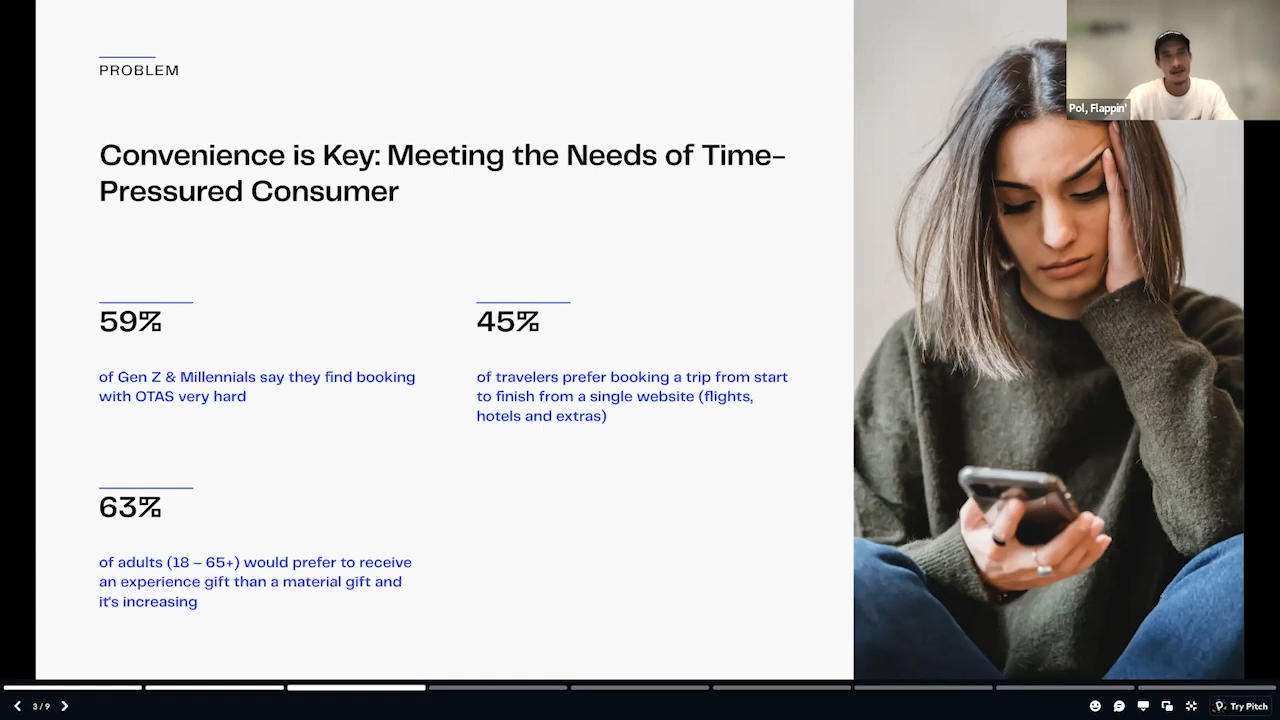 PROBLEM
Convenience is Key: Meeting the Needs of Time-
Pressured Consumer
59%
of Gen Z & Millennials say they find booking
with OTAS very hard
45%
of travelers prefer booking a trip from start
to finish from a single website (flights,
hotels and extras)
63%
of adults (18 – 65+) would prefer to receive
an experience gift than a material gift and
it's increasing
Pol, Flappin'
3 / 9
Try Pitch